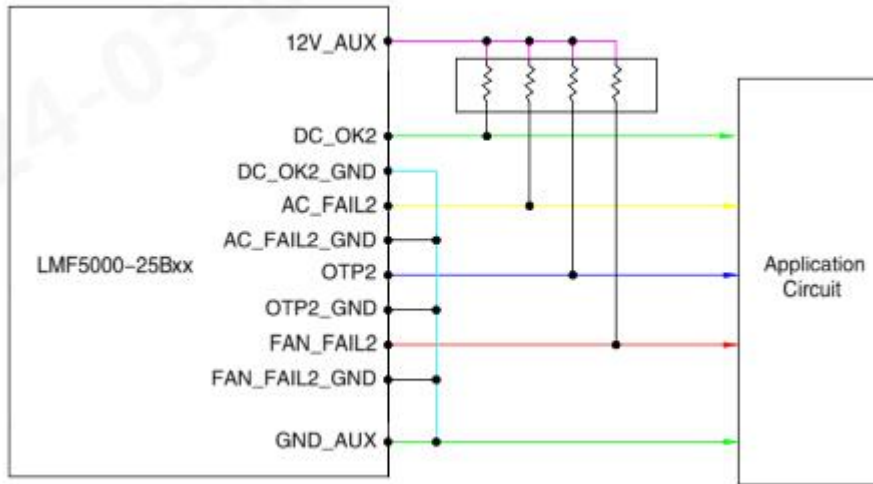 12V_AUX
DC_OK2
DC_OK2_GND
AC_FAIL2
AC_FAIL2_GND
LMF5000-25Bxx
OTP2
Application
Circuit
OTP2_GND
FAN_FAIL2
FAN_FAIL2_GND
GND_AUX